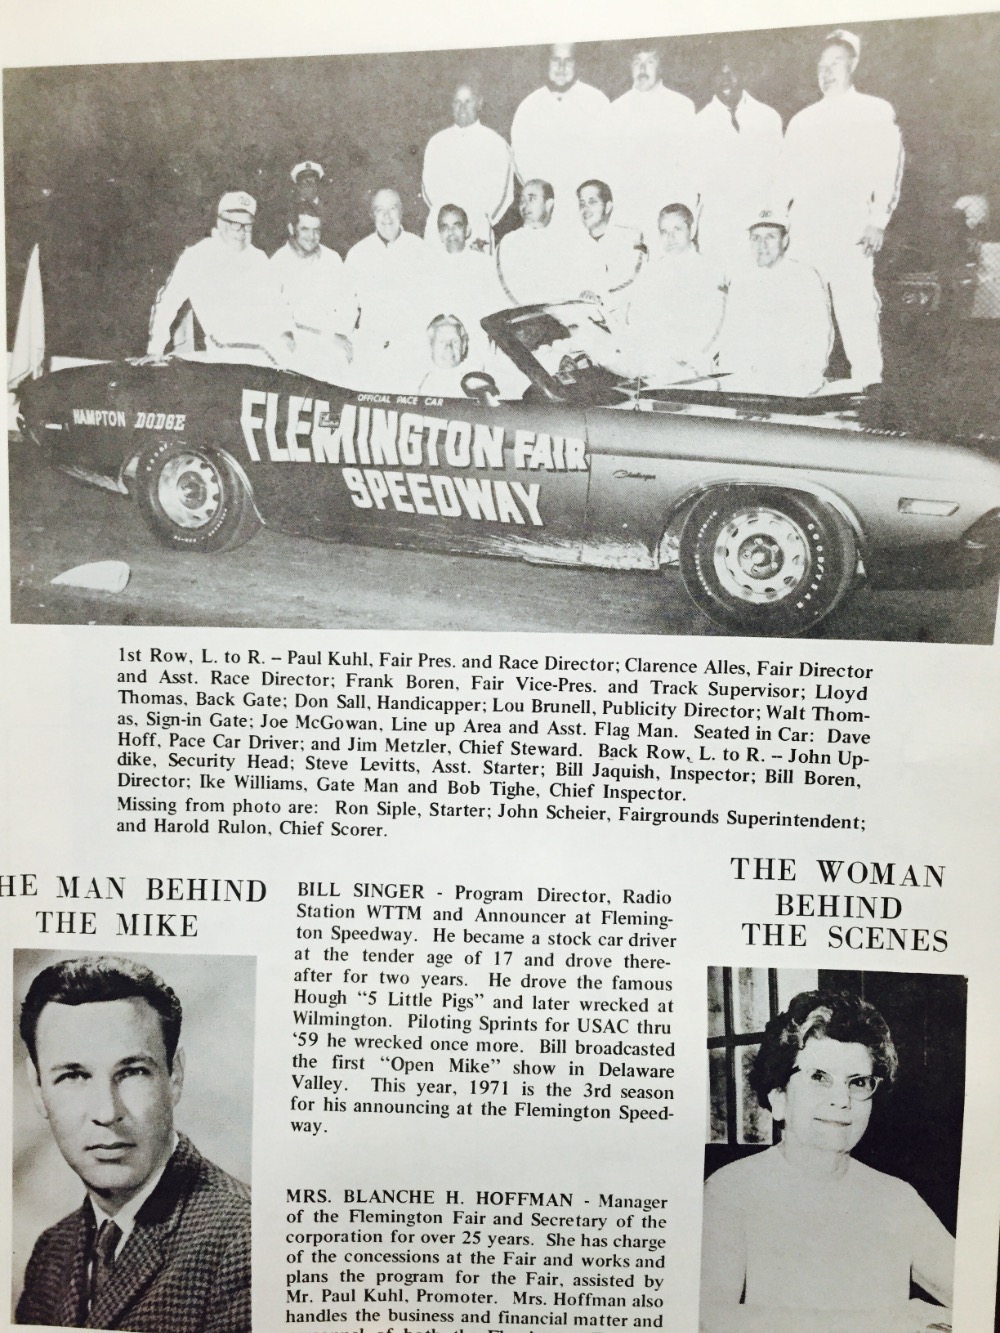 OFFICIAL PACE CAR
HAMPTON DODGE
FLEMINGTON FAIR
SPEEDWAY
Challenger
GOODYEAR
1st Row, L. to R. – Paul Kuhl, Fair Pres. and Race Director; Clarence Alles, Fair Director
and Asst. Race Director; Frank Boren, Fair Vice-Pres. and Track Supervisor; Lloyd
Thomas, Back Gate; Don Sall, Handicapper; Lou Brunell, Publicity Director; Walt Thom-
as, Sign-in Gate; Joe McGowan, Line up Area and Asst. Flag Man. Seated in Car: Dave
Hoff, Pace Car Driver; and Jim Metzler, Chief Steward. Back Row, L. to R. – John Up-
dike, Security Head; Steve Levitts, Asst. Starter; Bill Jaquish, Inspector; Bill Boren,
Director; Ike Williams, Gate Man and Bob Tighe, Chief Inspector.
Missing from photo are: Ron Siple, Starter; John Scheier, Fairgrounds Superintendent;
and Harold Rulon, Chief Scorer.
HE MAN BEHIND
THE MIKE
BILL SINGER - Program Director, Radio
Station WTTM and Announcer at Fleming-
ton Speedway. He became a stock car driver
at the tender age of 17 and drove there-
after for two years. He drove the famous
Hough “5 Little Pigs” and later wrecked at
Wilmington. Piloting Sprints for USAC thru
‘59 he wrecked once more. Bill broadcasted
the first “Open Mike” show in Delaware
Valley. This year, 1971 is the 3rd season
for his announcing at the Flemington Speed-
way.
THE WOMAN
BEHIND
THE SCENES
MRS. BLANCHE H. HOFFMAN - Manager
of the Flemington Fair and Secretary of the
corporation for over 25 years. She has charge
of the concessions at the Fair and works and
plans the program for the Fair, assisted by
Mr. Paul Kuhl, Promoter. Mrs. Hoffman also
handles the business and financial matter and